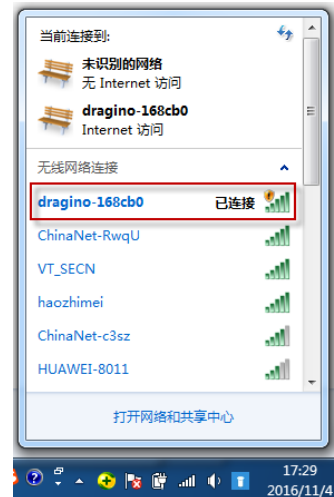 当前连接到:
未识别的网络
无 Internet 访问
dragino-168cb0
Internet 访问
无线网络连接
dragino-168cb0 已连接
ChinaNet-RwqU
VT_SECN
haozhimei
ChinaNet-c3sz
HUAWEI-8011
打开网络和共享中心
17:29
2016/11/4